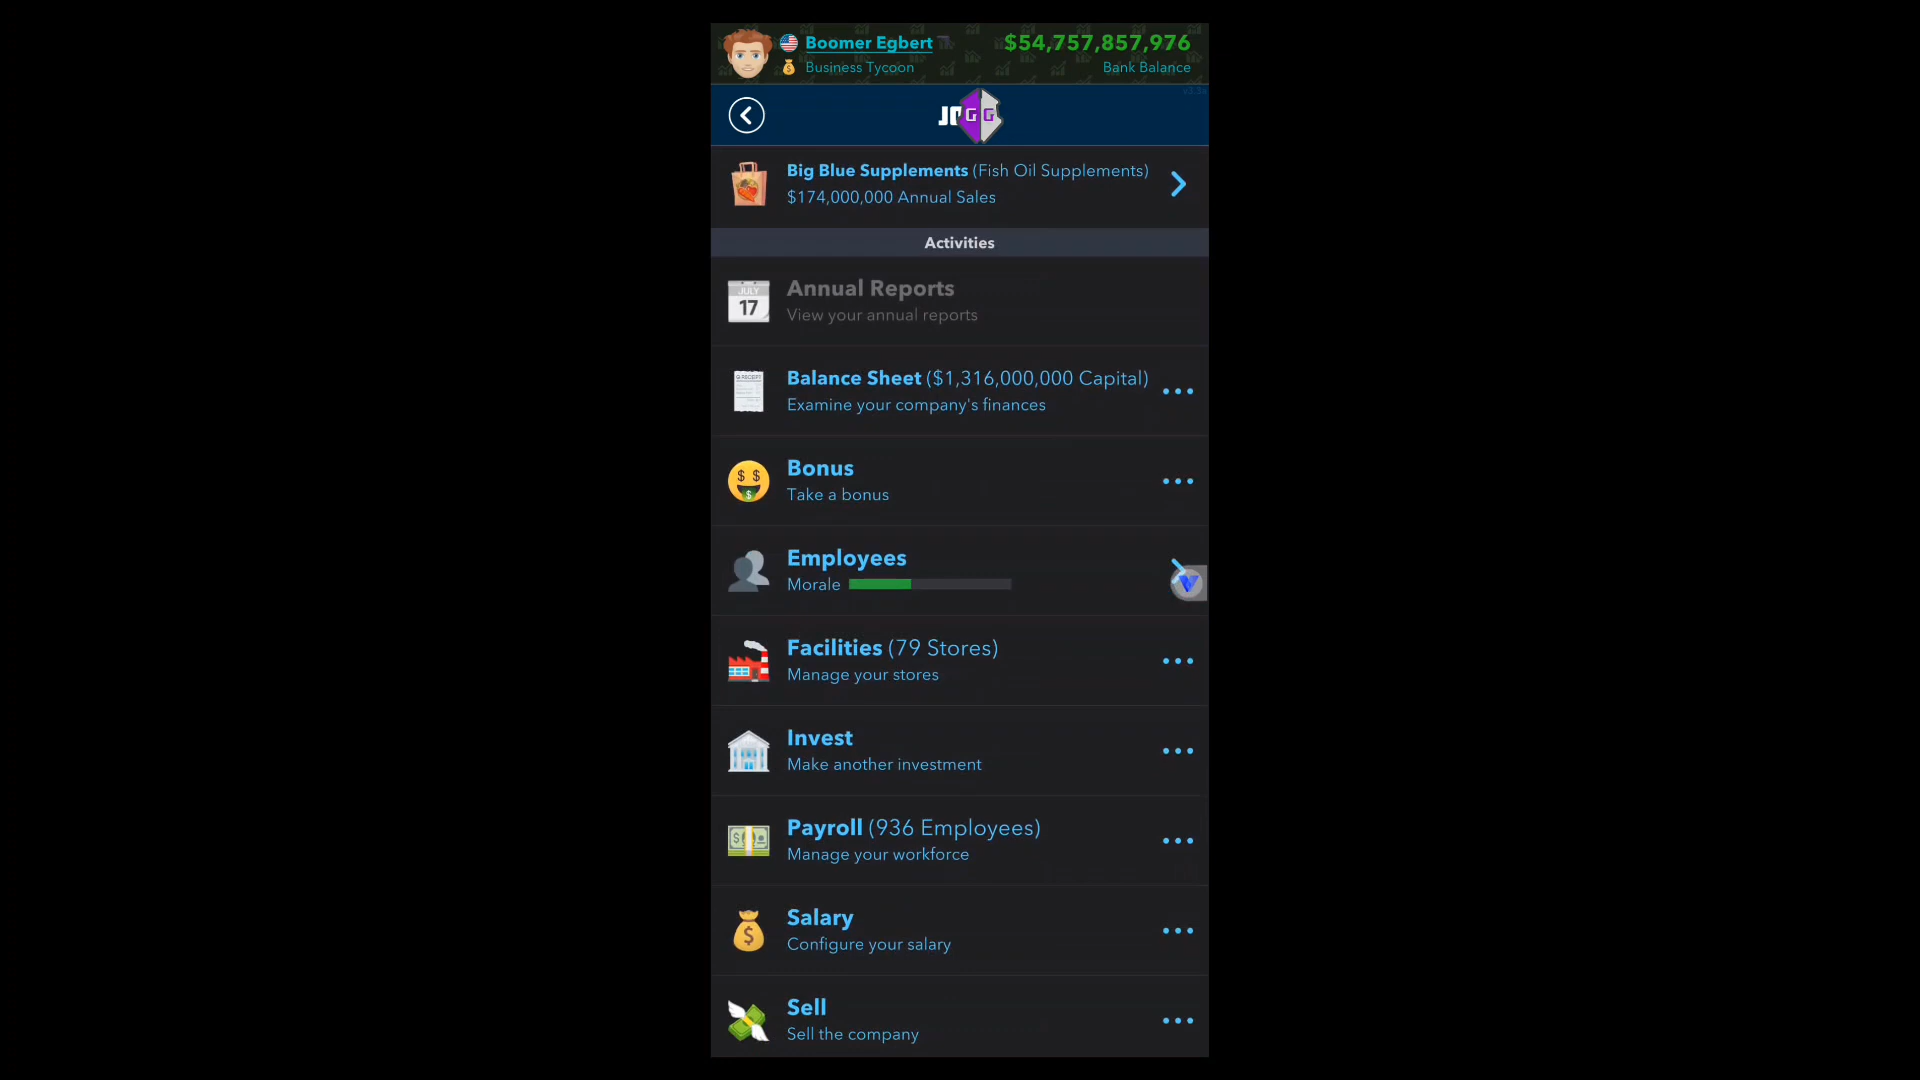 Boomer Egbert
$54,757,857,976
Business Tycoon
Bank Balance
Big Blue Supplements (Fish Oil Supplements)
$174,000,000 Annual Sales
Activities
JULY
17
Annual Reports
View your annual reports
Balance Sheet ($1,316,000,000 Capital)
Examine your company's finances
Bonus
Take a bonus
Employees
Morale
Facilities (79 Stores)
Manage your stores
Invest
Make another investment
Payroll (936 Employees)
Manage your workforce
Salary
Configure your salary
Sell
Sell the company